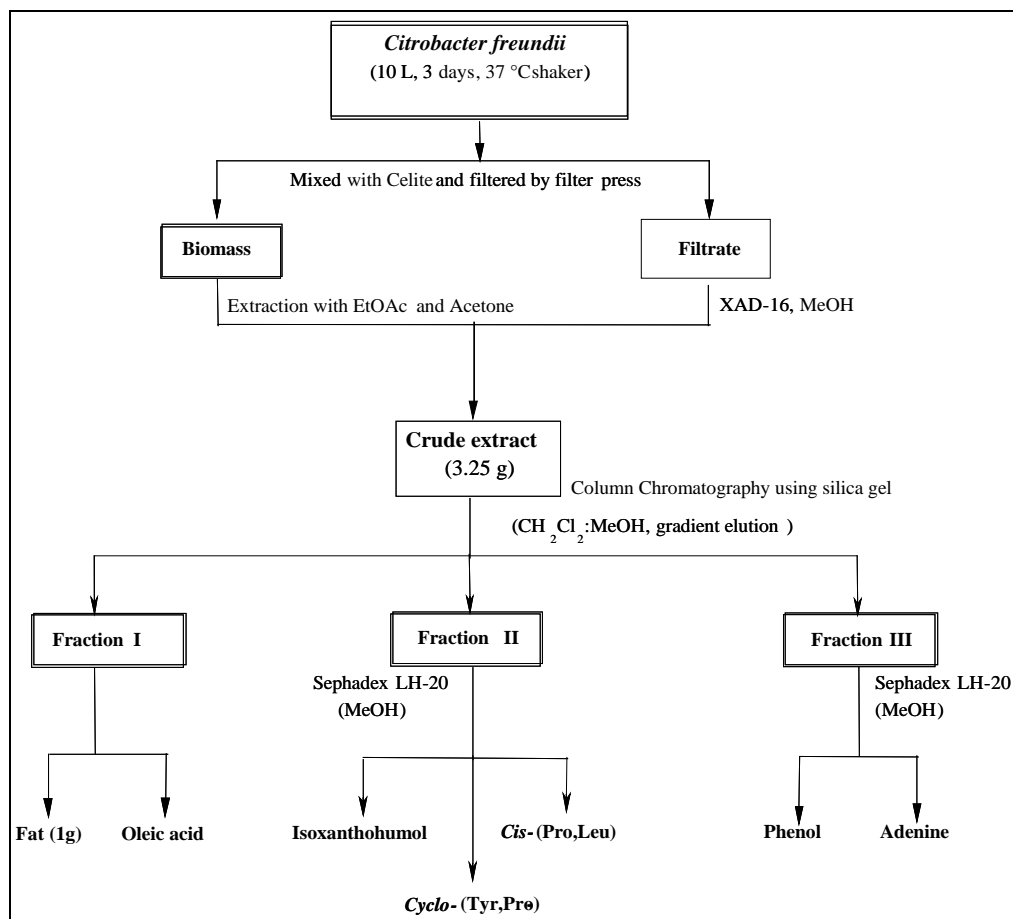 Citrobacter freundii
(10 L, 3 days, 37 °Cshaker)
Mixed with Celite and filtered by filter press
Biomass
Filtrate
Extraction with EtOAc and Acetone
XAD-16, MeOH
Crude extract
(3.25 g)
Column Chromatography using silica gel
(CH2Cl2:MeOH, gradient elution )
Fraction I
Fraction II
Fraction III
Sephadex LH-20
(MeOH)
Sephadex LH-20
(MeOH)
Fat (1g)
Oleic acid
Isoxanthohumol
Cis- (Pro,Leu)
Phenol
Adenine
Cyclo- (Tyr,Pro)